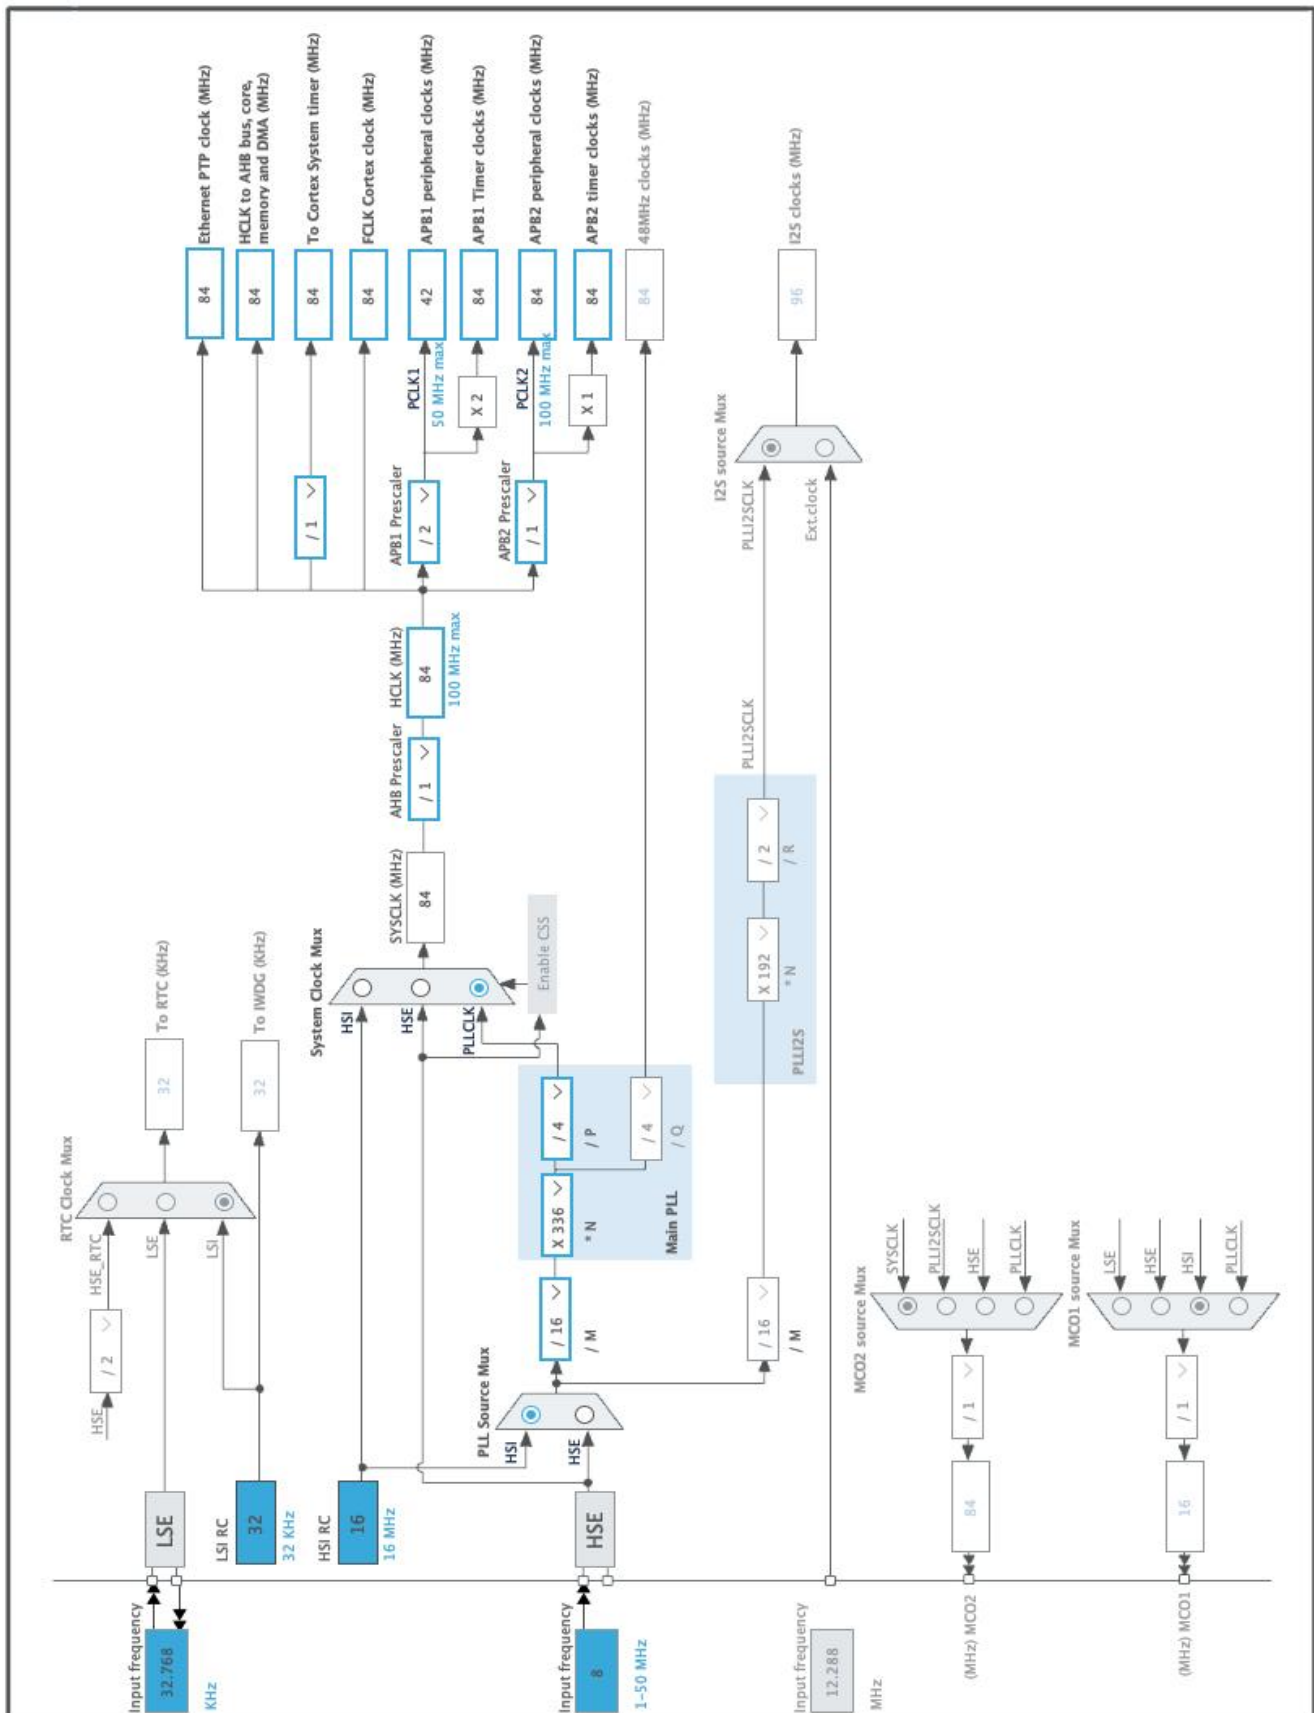 Input frequency
32.768
KHz
LSE
HSE
/ 2
HSE_RTC
LSE
LSI
RTC Clock Mux
32
To RTC (KHz)
LSI RC
32
32 KHz
32
To IWDG (KHz)
HSI RC
16
16 MHz
System Clock Mux
HSI
HSE
PLLCLK
Enable CSS
SYSCLK (MHz)
84
AHB Prescaler
/ 1
HCLK (MHz)
84
100 MHz max
84
Ethernet PTP clock (MHz)
84
HCLK to AHB bus, core,
memory and DMA (MHz)
/ 1
84
To Cortex System timer (MHz)
84
FCLK Cortex clock (MHz)
APB1 Prescaler
/ 2
PCLK1
50 MHz max
42
APB1 peripheral clocks (MHz)
X 2
84
APB1 Timer clocks (MHz)
APB2 Prescaler
/ 1
PCLK2
100 MHz max
84
APB2 peripheral clocks (MHz)
X 1
84
APB2 timer clocks (MHz)
84
48MHz clocks (MHz)
Input frequency
8
1-50 MHz
HSE
PLL Source Mux
HSI
HSE
/ 16
/ M
X 336
* N
/ 4
/ P
/ 4
/ Q
Main PLL
/ 16
/ M
X 192
* N
/ 2
/ R
PLLI2S
PLLI2SCLK
PLLI2SCLK
I2S source Mux
Ext.clock
96
I2S clocks (MHz)
Input frequency
12.288
MHz
MCO2 source Mux
SYSCLK
PLLI2SCLK
HSE
PLLCLK
/ 1
84
(MHz) MCO2
MCO1 source Mux
LSE
HSE
HSI
PLLCLK
/ 1
16
(MHz) MCO1